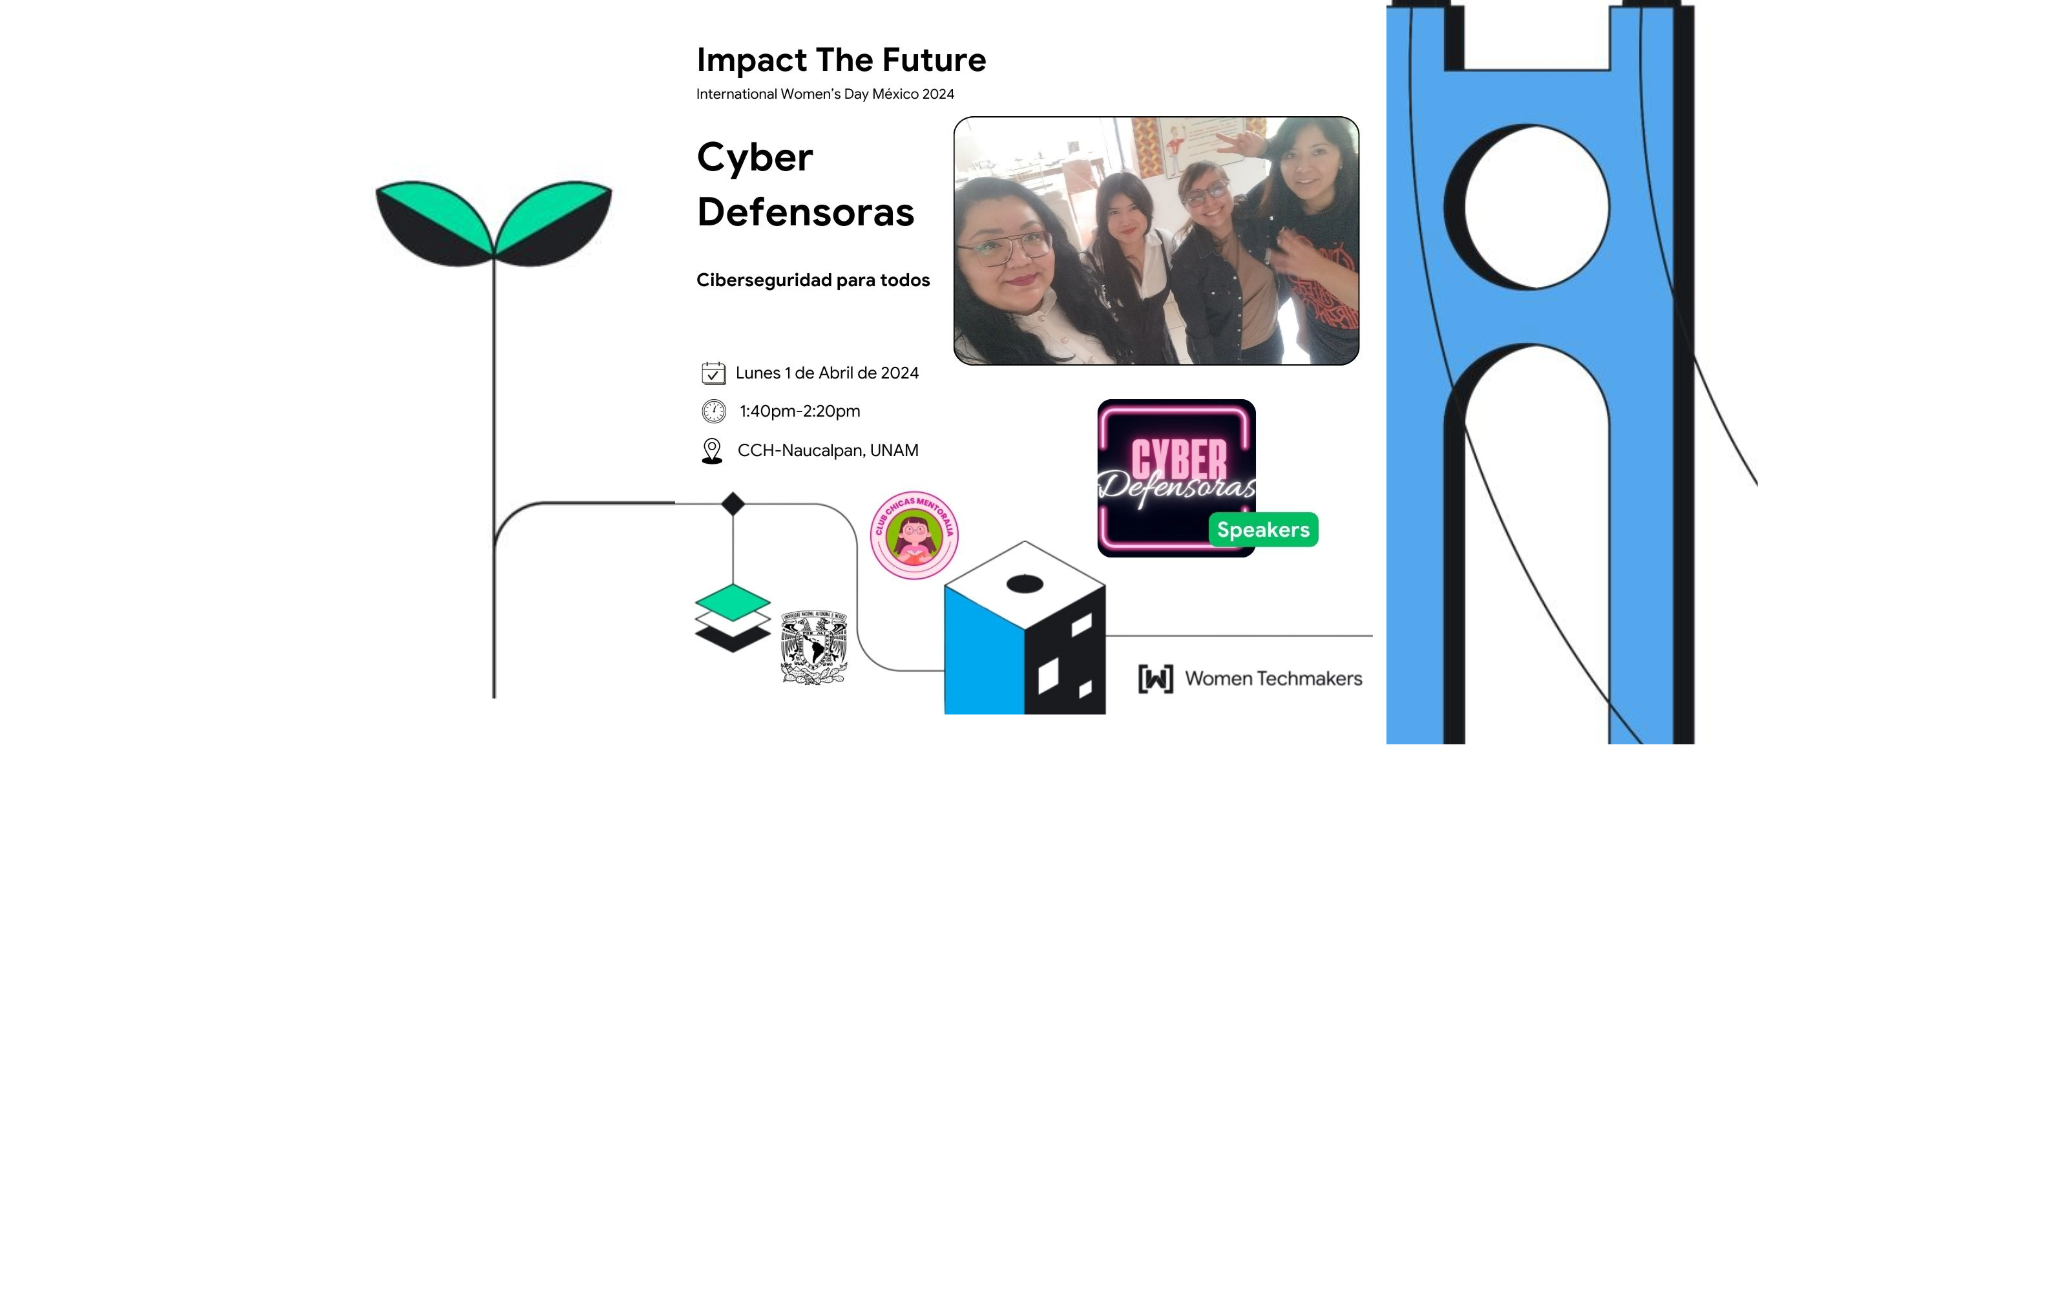 Impact The Future
International Women's Day México 2024
Cyber
Defensoras
Ciberseguridad para todos
Lunes 1 de Abril de 2024
1:40pm-2:20pm
CCH-Naucalpan, UNAM
CYBER
Defensoras
Speakers
CLUB CHICAS MENTORALIA
Women Techmakers